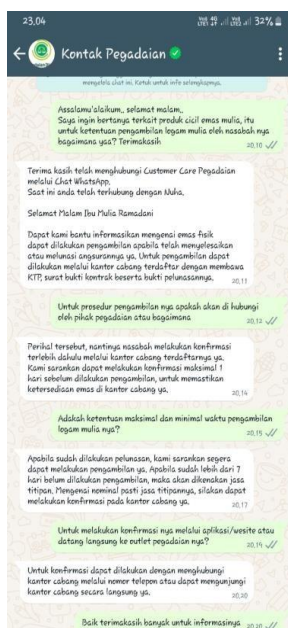 23.04
32%
Kontak Pegadaian
mengelola chat ini. Ketuk untuk info selengkapnya.
Assalamu'alaikum,. selamat malam,.
Saya ingin bertanya terkait produk cicil emas mulia, itu
untuk ketentuan pengambilan logam mulia oleh nasabah nya
bagaimana yaa? Terimakasih
20,10
Terima kasih telah menghubungi Customer Care Pegadaian
melalui Chat WhatsApp.
Saat ini anda telah terhubung dengan Nuha,
Selamat Malam Ibu Mulia Ramadani
Dapat kami bantu informasikan mengenai emas fisik
dapat dilakukan pengambilan apabila telah menyelesaikan
atau melunasi angsurannya ya. Untuk pengambilan dapat
dilakukan melalui kantor cabang terdaftar dengan membawa
KTP, surat bukti kontrak beserta bukti pelunasannya.
20,11
Untuk prosedur pengambilan nya apakah akan di hubungi
oleh pihak pegadaian atau bagaimana
20,12
Perihal tersebut, nantinya nasabah melakukan konfirmasi
terlebih dahulu melalui kantor cabang terdaftarnya ya.
Kami sarankan dapat melakukan konfirmasi maksimal 1
hari sebelum dilakukan pengambilan, untuk memastikan
ketersediaan emas di kantor cabang ya.
20,14
Adakah ketentuan maksimal dan minimal waktu pengambilan
logam mulia nya?
20,15
Apabila sudah dilakukan pelunasan, kami sarankan segera
dapat melakukan pengambilan ya. Apabila sudah lebih dari 7
hari belum dilakukan pengambilan, maka akan dikenakan jasa
titipan. Mengenai nominal pasti jasa titipannya, silakan dapat
melakukan konfirmasi pada kantor cabang ya.
20,17
Untuk melakukan konfirmasi nya melalui aplikasi/wesite atau
datang langsung ke outlet pegadaian nya?
20,19
Untuk konfirmasi dapat dilakukan dengan menghubungi
kantor cabang melalui nomor telepon atau dapat mengunjungi
kantor cabang secara langsung ya.
20,20
Baik terimakasih banyak untuk informasinya
20,20